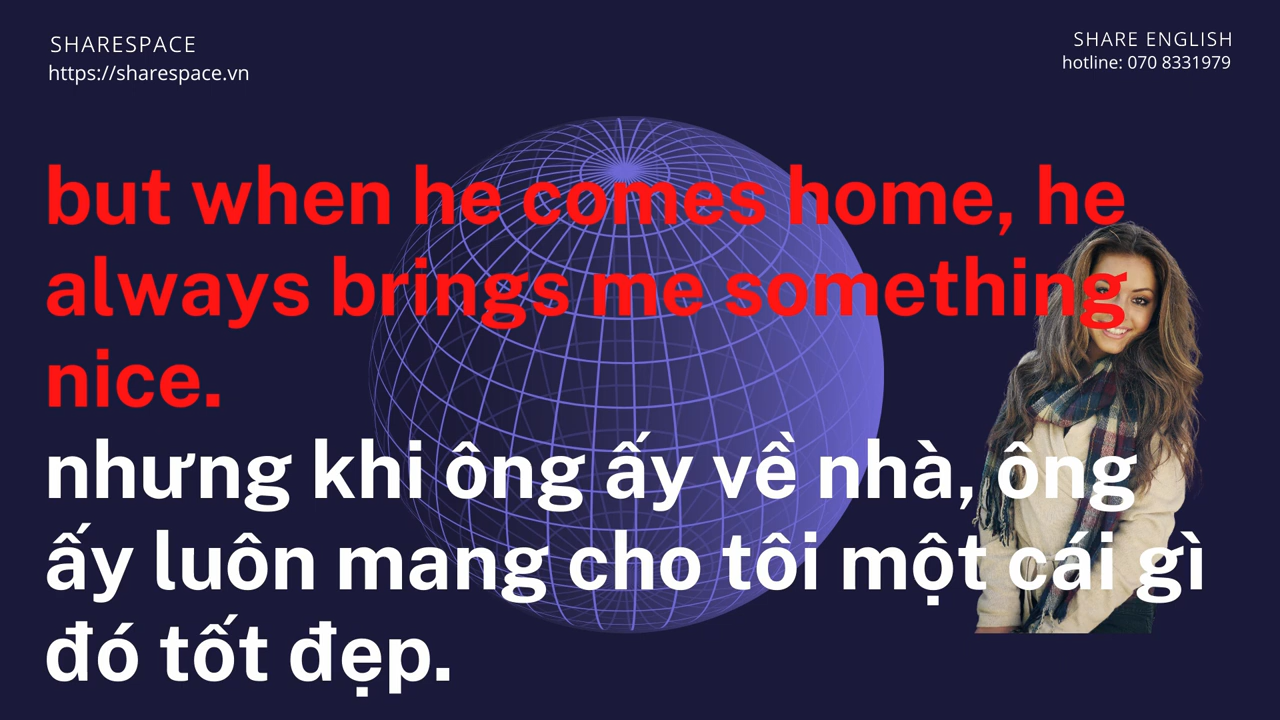 SHARESPACE
https://sharespace.vn
SHARE ENGLISH
hotline: 070 8331979
but when he comes home, he
always brings me something
nice.
nhưng khi ông ấy về nhà, ông
ấy luôn mang cho tôi một cái gì
đó tốt đẹp.